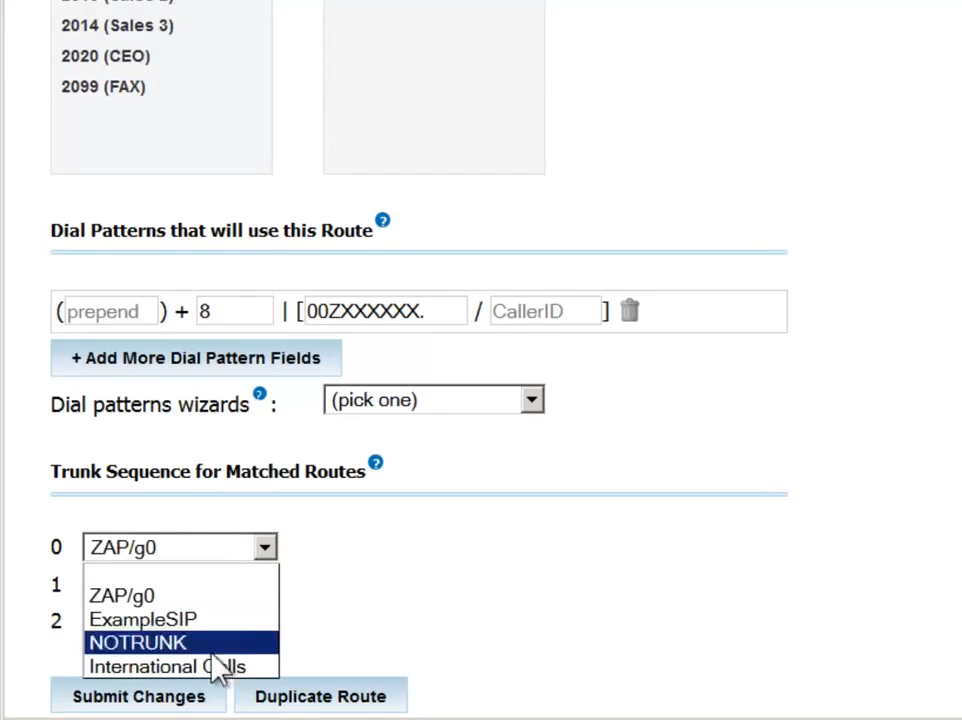 2014 (Sales 3)
2020 (CEO)
2099 (FAX)
Dial Patterns that will use this Route ?
(prepend) + 8 | [00ZXXXXXX. / CallerID]
+ Add More Dial Pattern Fields
Dial patterns wizards ? : (pick one)
Trunk Sequence for Matched Routes ?
0 ZAP/g0
1
ZAP/g0
2 ExampleSIP
NOTRUNK
International Calls
Submit Changes Duplicate Route